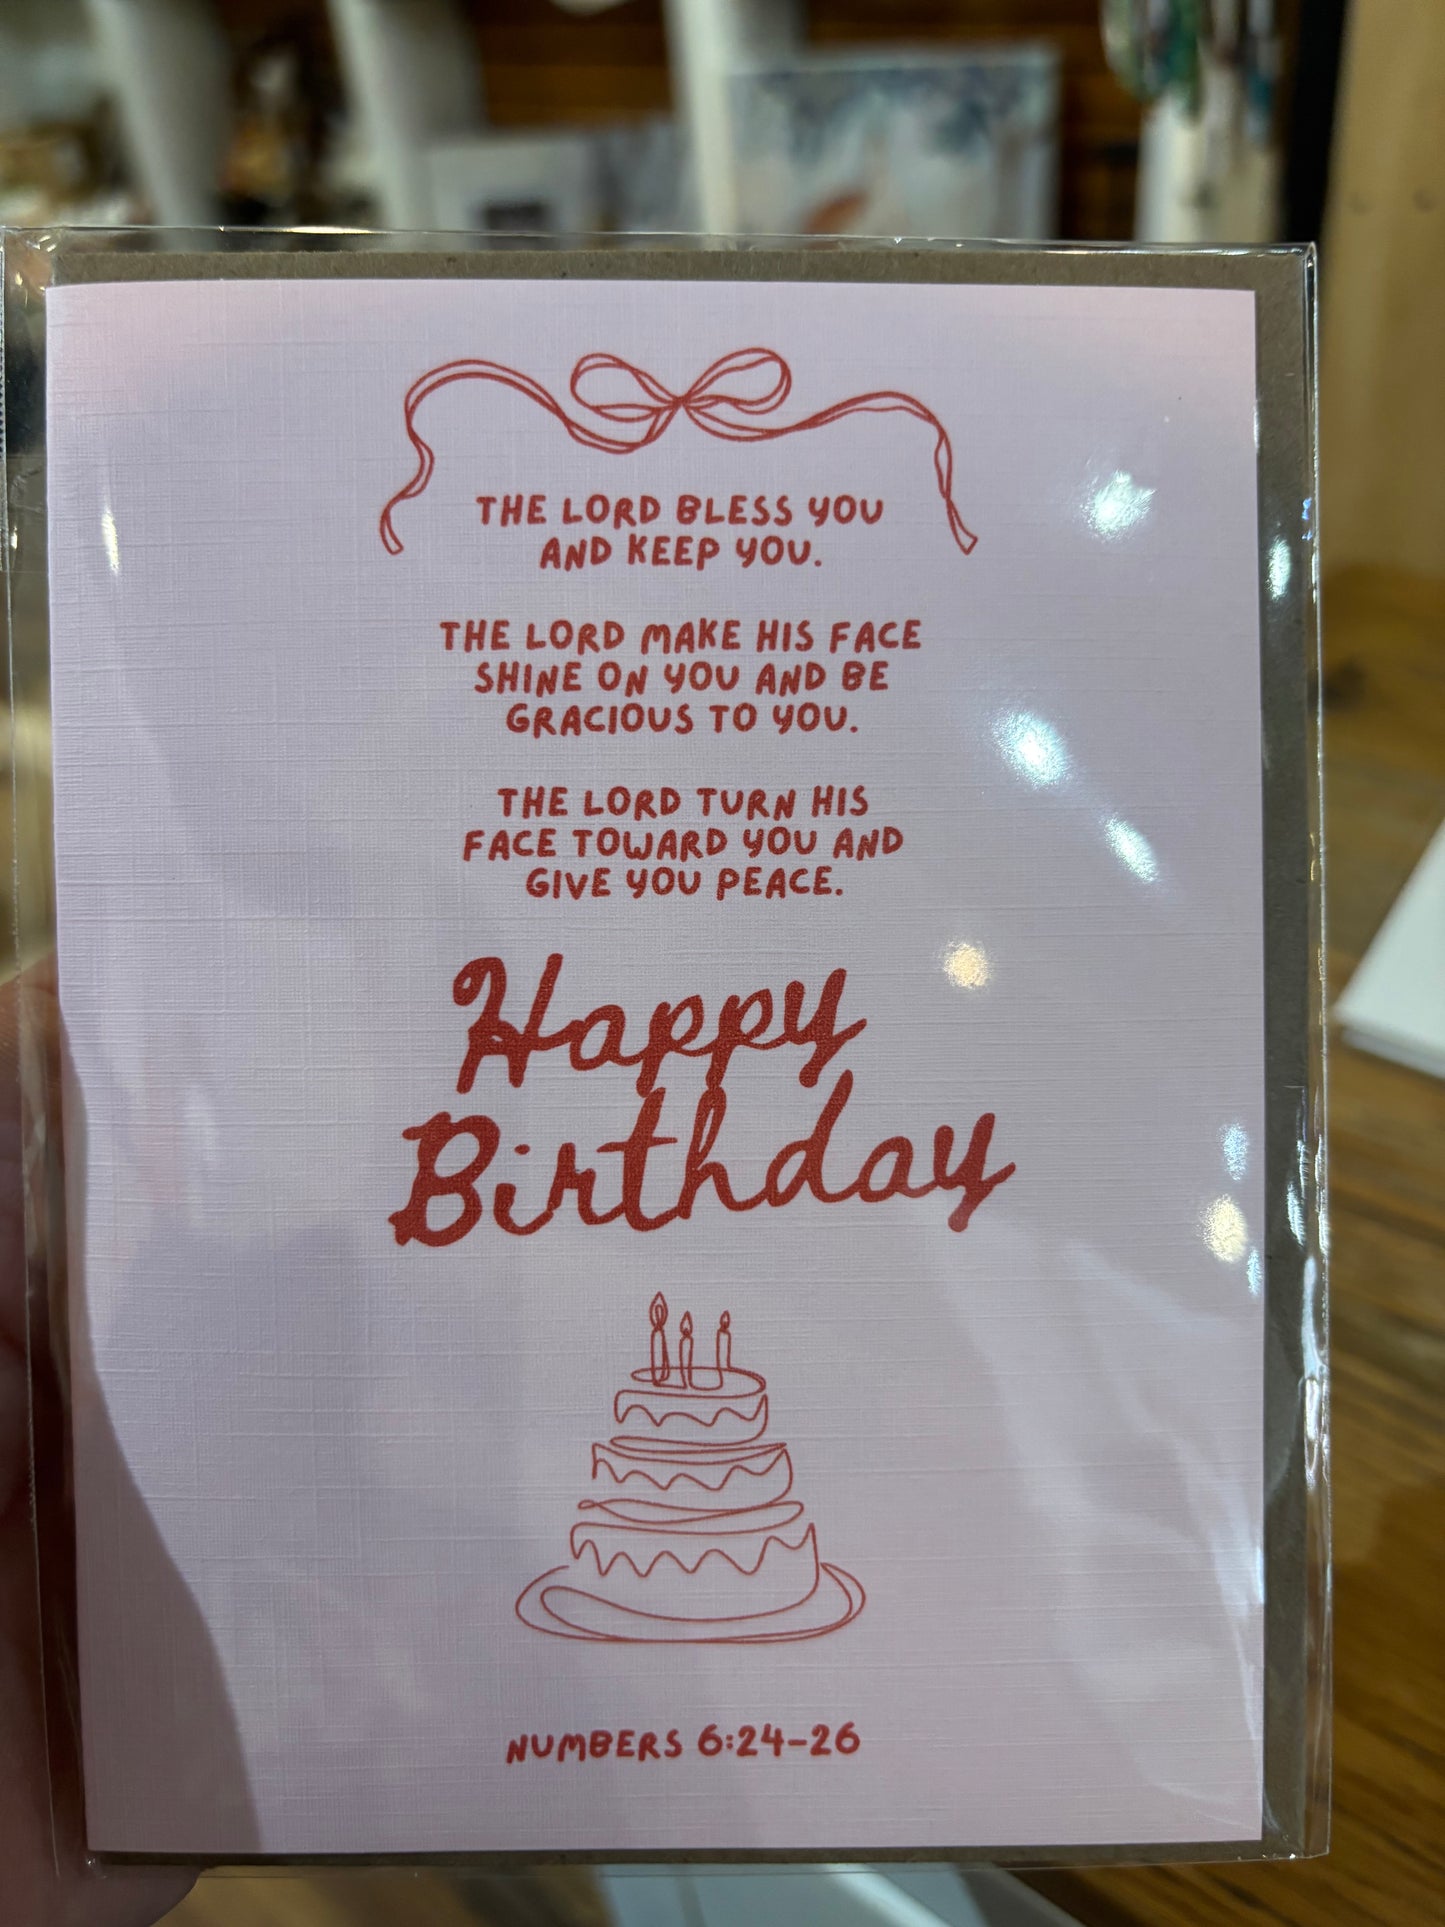 THE LORD BLESS YOU
AND KEEP YOU.
THE LORD MAKE HIS FACE
SHINE ON YOU AND BE
GRACIOUS TO YOU.
THE LORD TURN HIS
FACE TOWARD YOU AND
GIVE YOU PEACE.
Happy
Birthday
NUMBERS 6:24-26